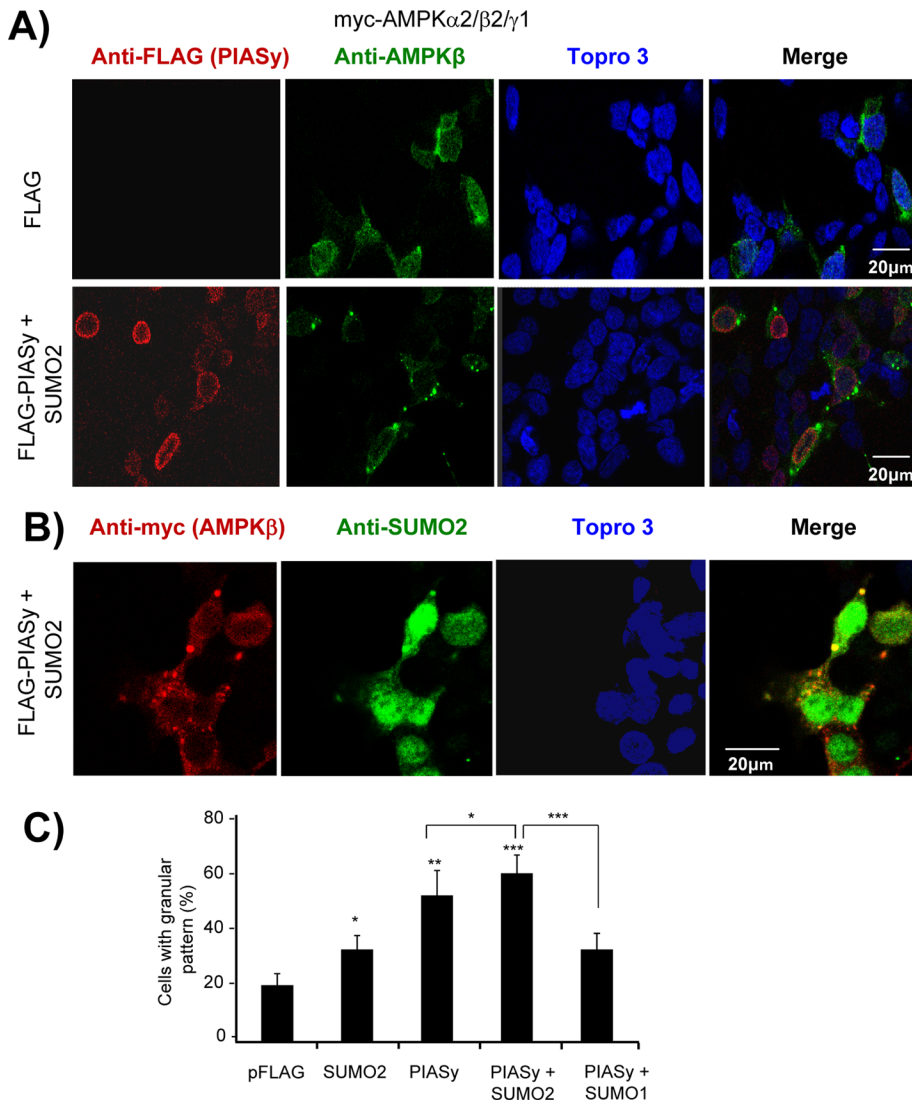 A)
myc-AMPKα2/β2/γ1
Anti-FLAG (PIASy) Anti-AMPKβ Topro 3 Merge
FLAG
20µm
FLAG-PIASy +
SUMO2
20µm
B)
Anti-myc (AMPKβ) Anti-SUMO2 Topro 3 Merge
FLAG-PIASy +
SUMO2
20µm
C)
Cells with granular
pattern (%)
80
60
40
20
0
* ***
* ** ***
pFLAG SUMO2 PIASy PIASy + PIASy +
SUMO2 SUMO1